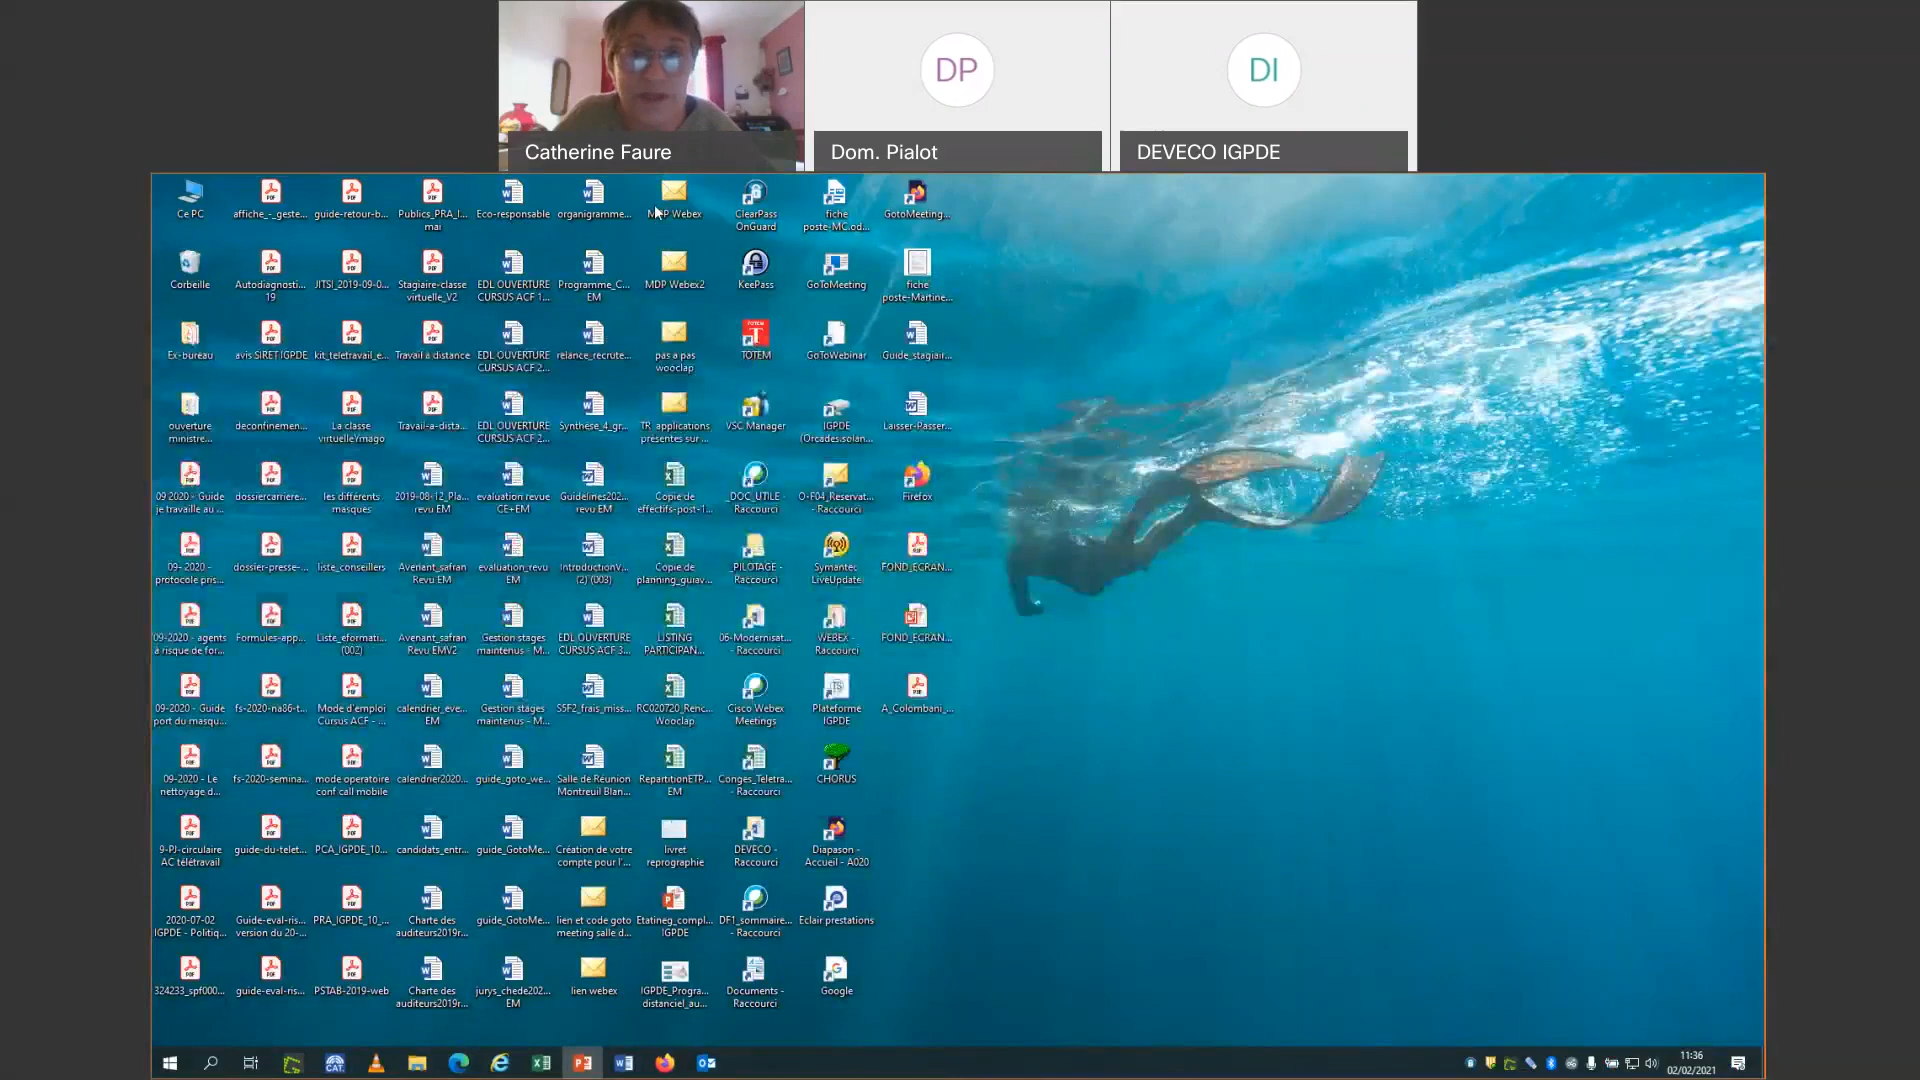 DP
DI
Catherine Faure
Dom. Pialot
DEVECO IGPDE
Ce PC
affiche_-_geste...
guide-retour-b...
Publics_PRA_I...
mai
Eco-responsable
organigramme...
MDP Webex
ClearPass
OnGuard
fiche
poste-MC.od...
GotoMeeting...
Corbeille
Autodiagnosti...
19
JITSI_2019-09-0...
Stagiaire-classe
virtuelle_V2
EDL OUVERTURE
CURSUS ACF 1...
Programme_C...
EM
MDP Webex2
KeePass
GoToMeeting
fiche
poste-Martine...
Ex-bureau
avis SIRET IGPDE
kit_teletravail_e...
Travail à distance
EDL OUVERTURE
CURSUS ACF 2...
relance_recrute...
pas a pas
wooclap
TOTEM
GoToWebinar
Guide_stagiair...
ouverture
ministre...
deconfinemen...
La classe
virtuelleYmago
Travail-a-dista...
EDL OUVERTURE
CURSUS ACF 2...
Synthèse_4_gr...
TR applications
présentes sur ...
VSC Manager
IGPDE
(Orcades.solan...
Laisser-Passer...
09 2020 - Guide
je travaille au ...
dossiercarriere...
les différents
masques
2019-08-12_Pla...
revu EM
evaluation revue
CE+EM
Guidelines202...
revu EM
Copie de
effectifs-post-1...
_DOC_UTILE -
Raccourci
O-F04_Reservat...
- Raccourci
Firefox
09- 2020 -
protocole pris...
dossier-presse-...
liste_conseillers
Avenant_safran
Revu EM
evaluation_revu
EM
IntroductionV...
(2) (003)
Copie de
planning_guiav...
_PILOTAGE -
Raccourci
Symantec
LiveUpdate
FOND_ECRAN...
09-2020 - agents
à risque de for...
Formules-app...
Liste_eformati...
(002)
Avenant_safran
Revu EMV2
Gestion stages
maintenus - M...
EDL OUVERTURE
CURSUS ACF 3...
LISTING
PARTICIPAN...
06-Modernisat...
- Raccourci
WEBEX -
Raccourci
FOND_ECRAN...
09-2020 - Guide
port du masqu...
fs-2020-na86-t...
Mode d'emploi
Cursus ACF - ...
calendrier_eve...
EM
Gestion stages
maintenus - M...
S5F2_frais_miss...
RC020720_Renc...
Wooclap
Cisco Webex
Meetings
Plateforme
IGPDE
A_Colombani_...
09-2020 - Le
nettoyage d...
fs-2020-semina...
mode operatoire
conf call mobile
calendrier2020...
guide_goto_we...
Salle de Réunion
Montreuil Blan...
RepartitionETP...
EM
Conges_Teletra...
- Raccourci
CHORUS
9-PJ-circulaire
AC télétravail
guide-du-telet...
PCA_IGPDE_10...
candidats_entr...
guide_GotoMe...
Création de votre
compte pour l'...
livret
reprographie
DEVECO -
Raccourci
Diapason -
Accueil - A020
2020-07-02
IGPDE - Politiq...
Guide-eval-ris...
version du 20-...
PRA_IGPDE_10_...
Charte des
auditeurs2019r...
guide_GotoMe...
lien et code goto
meeting salle d...
Etatineg_compl...
IGPDE
DF1_sommaire...
- Raccourci
Eclair prestations
324233_spf000...
guide-eval-ris...
PSTAB-2019-web
Charte des
auditeurs2019r...
jurys_chede202...
EM
lien webex
IGPDE_Progra...
distanciel_au...
Documents -
Raccourci
Google
11:36
02/02/2021